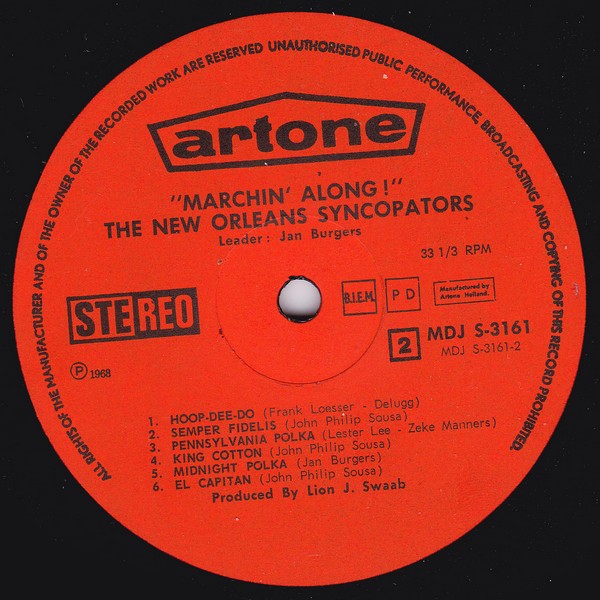 ALL RIGHTS OF THE MANUFACTURER AND OF THE OWNER OF THE RECORDED WORK ARE RESERVED UNAUTHORISED PUBLIC PERFORMANCE, BROADCASTING AND COPYING OF THIS RECORD PROHIBITED.
artone
"MARCHIN' ALONG!"
THE NEW ORLEANS SYNCOPATORS
Leader: Jan Burgers
33 1/3 RPM
STEREO
B.I.E.M.
P D
Manufactured by
Artone Holland.
2
MDJ S-3161
MDJ S-3161-2
Ⓟ 1968
1. HOOP-DEE-DO (Frank Loesser - Delugg)
2. SEMPER FIDELIS (John Philip Sousa)
3. PENNSYLVANIA POLKA (Lester Lee - Zeke Manners)
4. KING COTTON (John Philip Sousa)
5. MIDNIGHT POLKA (Jan Burgers)
6. EL CAPITAN (John Philip Sousa)
Produced By Lion J. Swaab